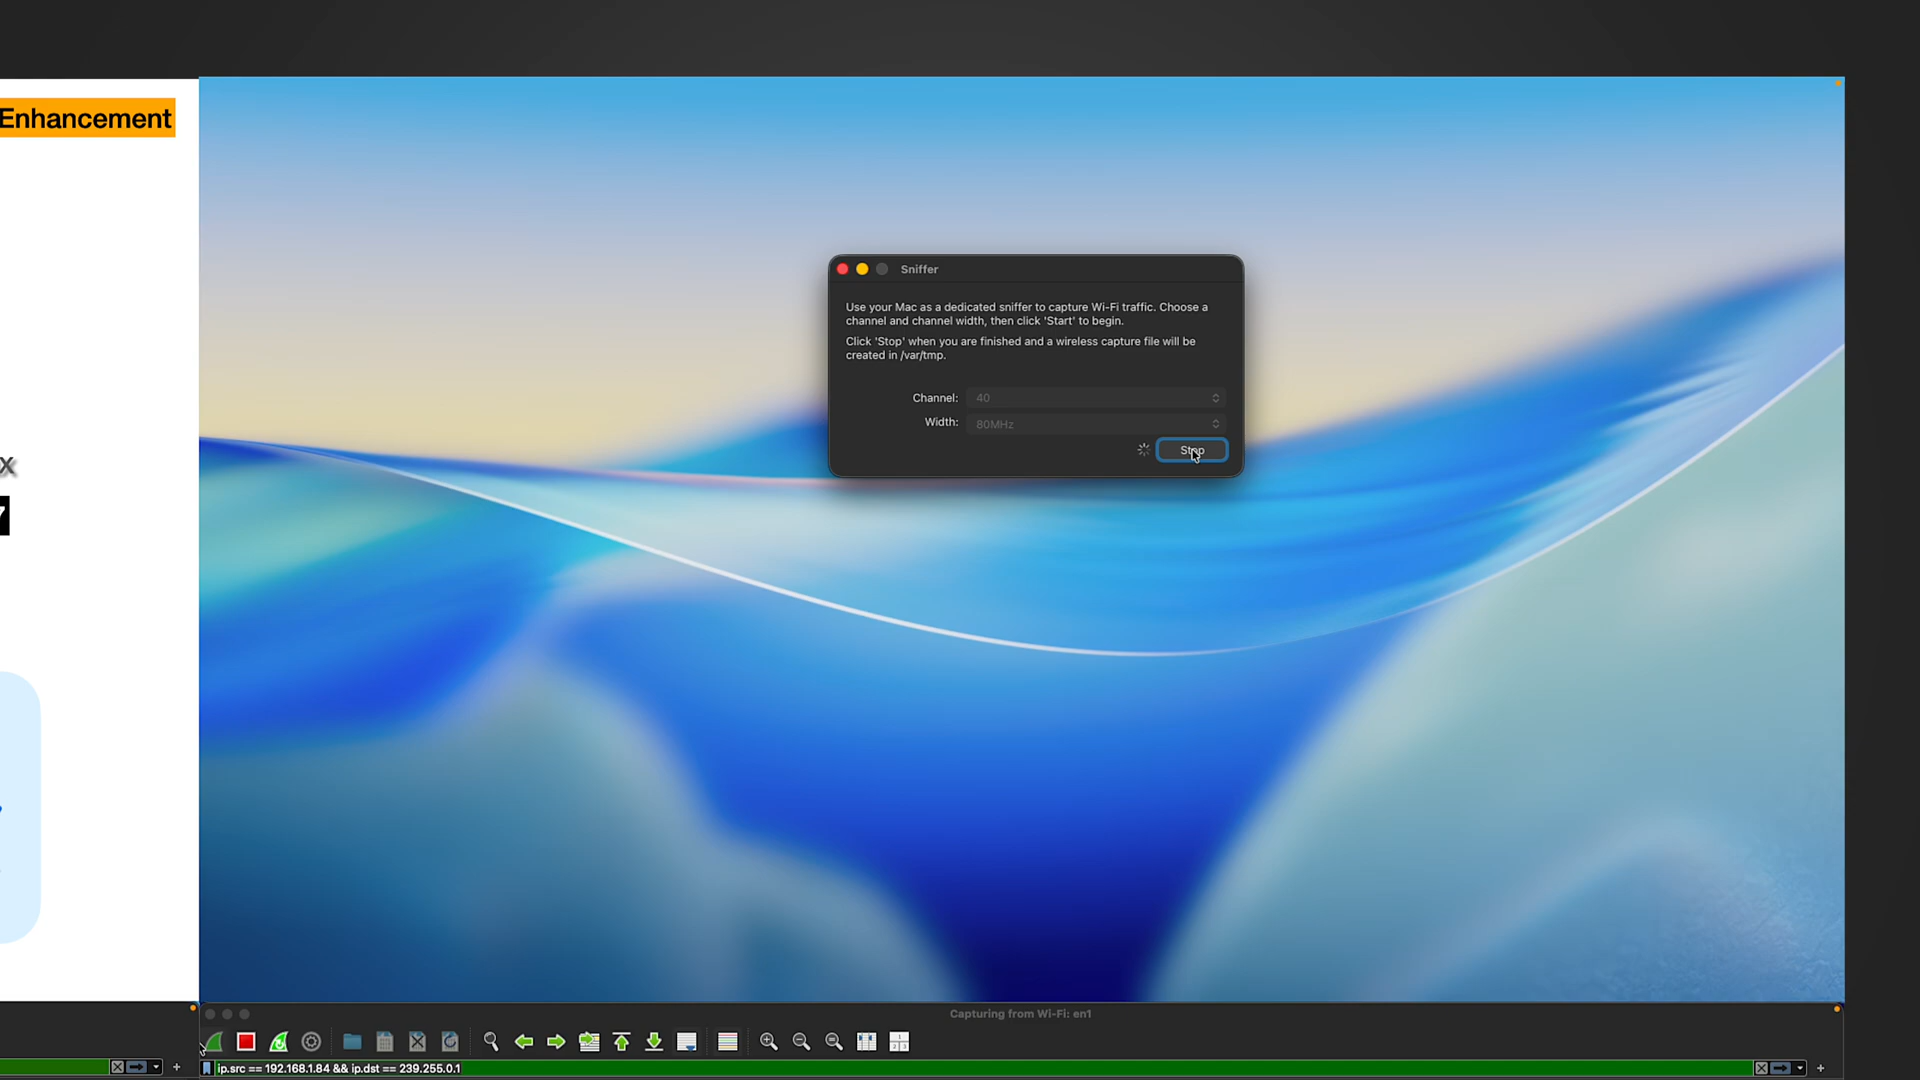 Enhancement
x
7
Sniffer
Use your Mac as a dedicated sniffer to capture Wi-Fi traffic. Choose a
channel and channel width, then click 'Start' to begin.
Click 'Stop' when you are finished and a wireless capture file will be
created in /var/tmp.
Channel: 40
Width: 80MHz
Stop
Capturing from Wi-Fi: en1
ip.src == 192.168.1.84 && ip.dst == 239.255.0.1